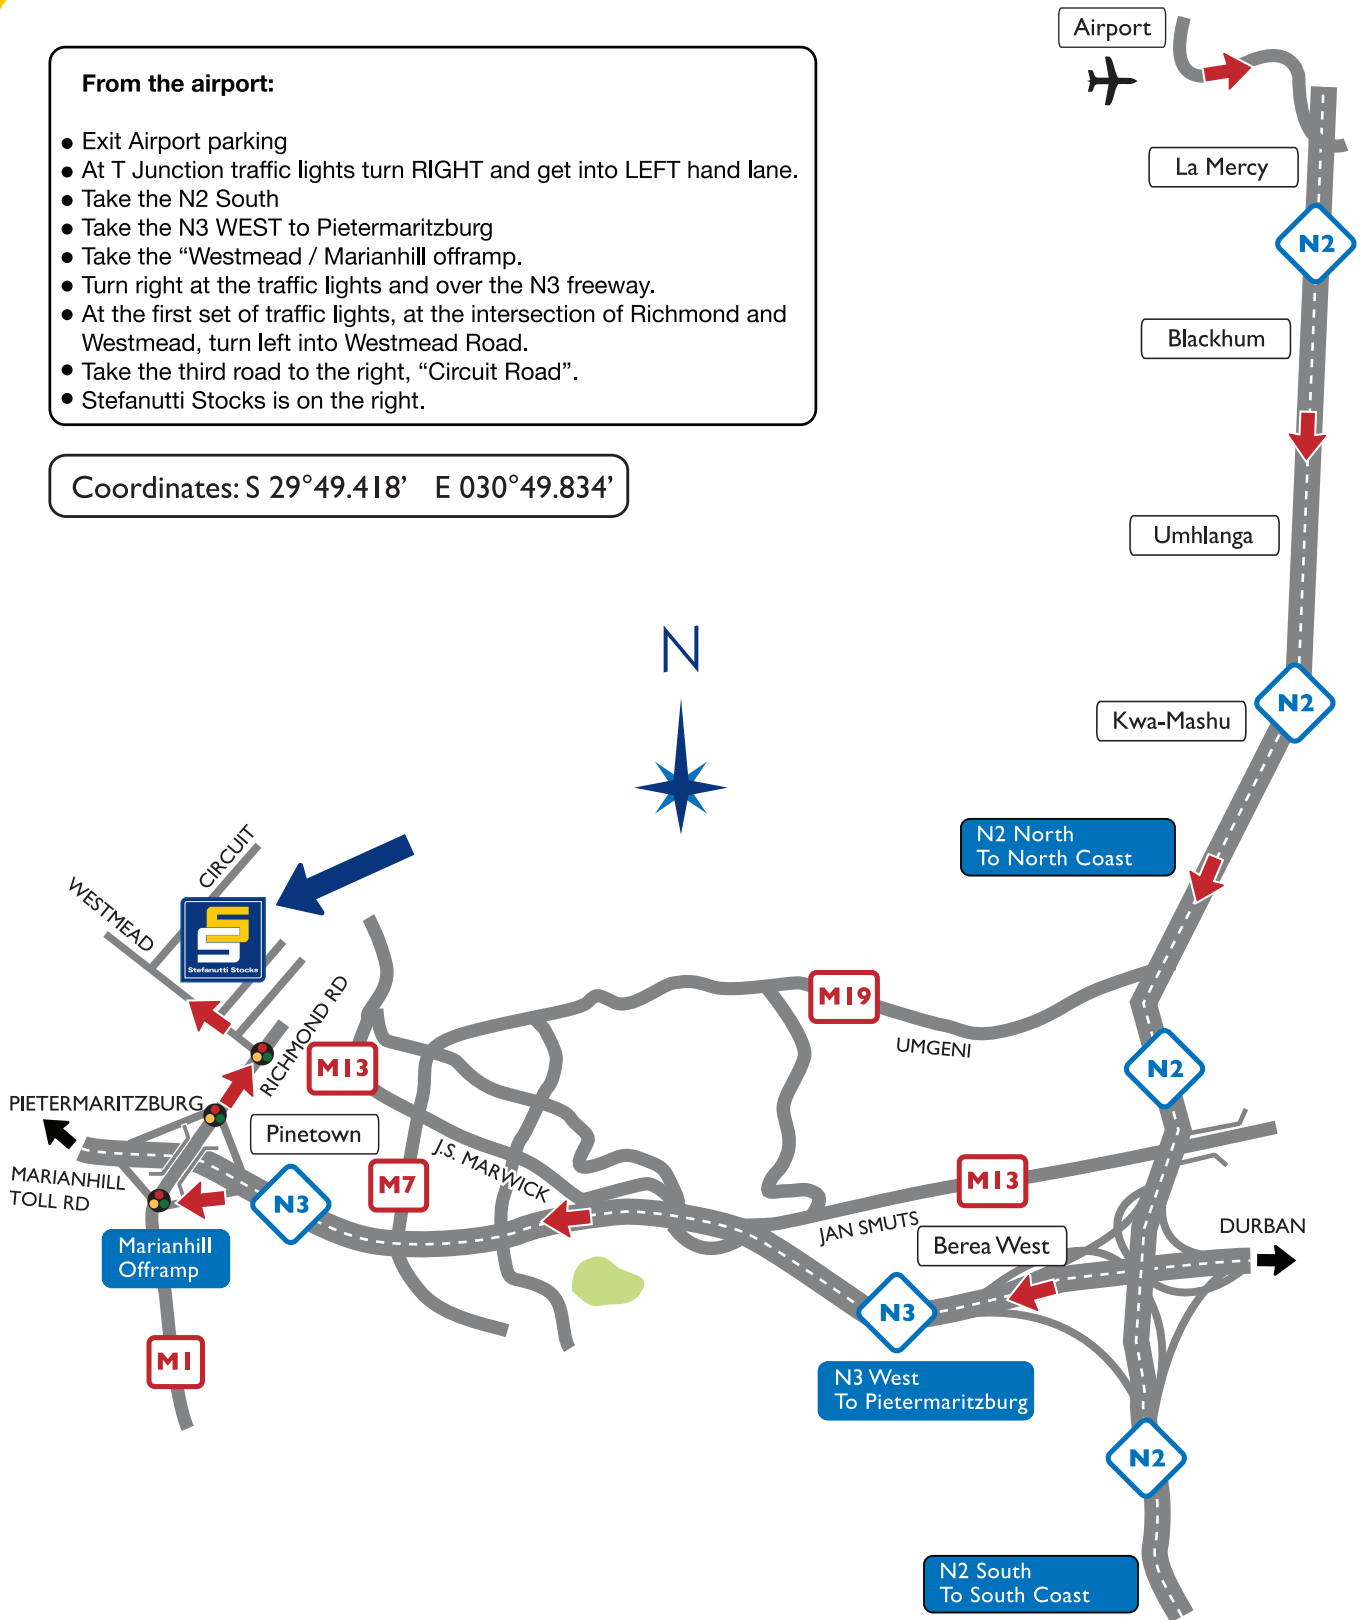 From the airport:
• Exit Airport parking
• At T Junction traffic lights turn RIGHT and get into LEFT hand lane.
• Take the N2 South
• Take the N3 WEST to Pietermaritzburg
• Take the “Westmead / Marianhill offramp.
• Turn right at the traffic lights and over the N3 freeway.
• At the first set of traffic lights, at the intersection of Richmond and
Westmead, turn left into Westmead Road.
• Take the third road to the right, “Circuit Road”.
• Stefanutti Stocks is on the right.
Coordinates: S 29°49.418’ E 030°49.834’
Airport
La Mercy
N2
Blackhum
Umhlanga
N
Kwa-Mashu
N2
N2 North
To North Coast
CIRCUIT
WESTMEAD
Stefanutti Stocks
RICHMOND RD
M19
UMGENI
M13
N2
PIETERMARITZBURG
Pinetown
J.S. MARWICK
MARIANHILL
TOLL RD
M7
M13
N3
JAN SMUTS
Berea West
DURBAN
Marianhill
Offramp
N3
M1
N3 West
To Pietermaritzburg
N2
N2 South
To South Coast